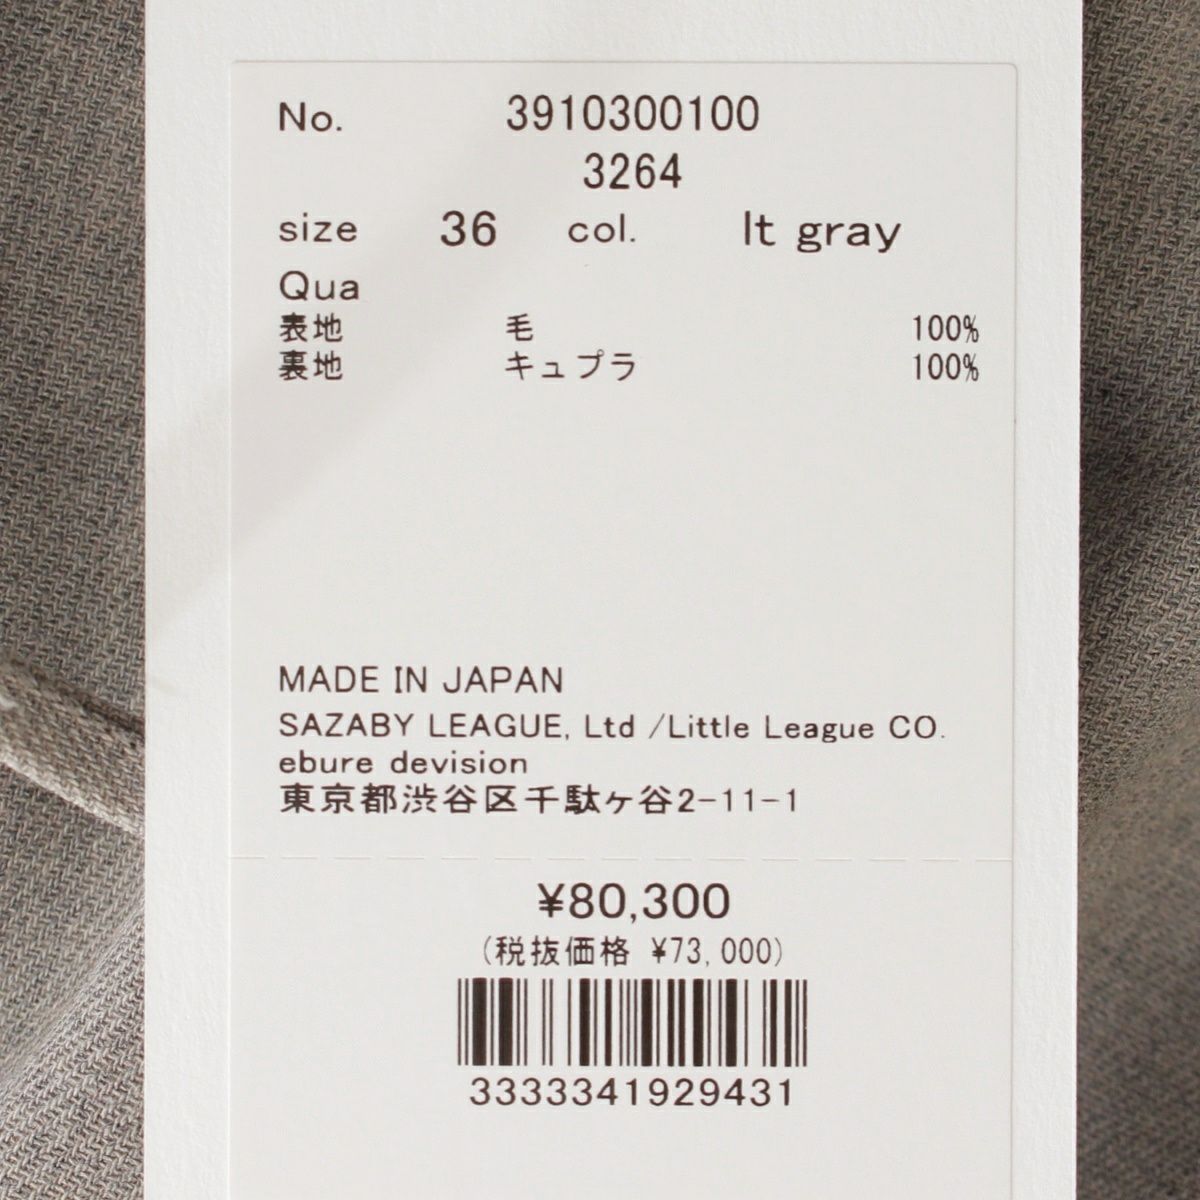 No. 3910300100
3264
size 36 col. lt gray
Qua
表地 毛 100%
裏地 キュプラ 100%
MADE IN JAPAN
SAZABY LEAGUE, Ltd /Little League CO.
ebure devision
東京都渋谷区千駄ヶ谷2-11-1
¥80,300
(税抜価格 ¥73,000)
3333341929431